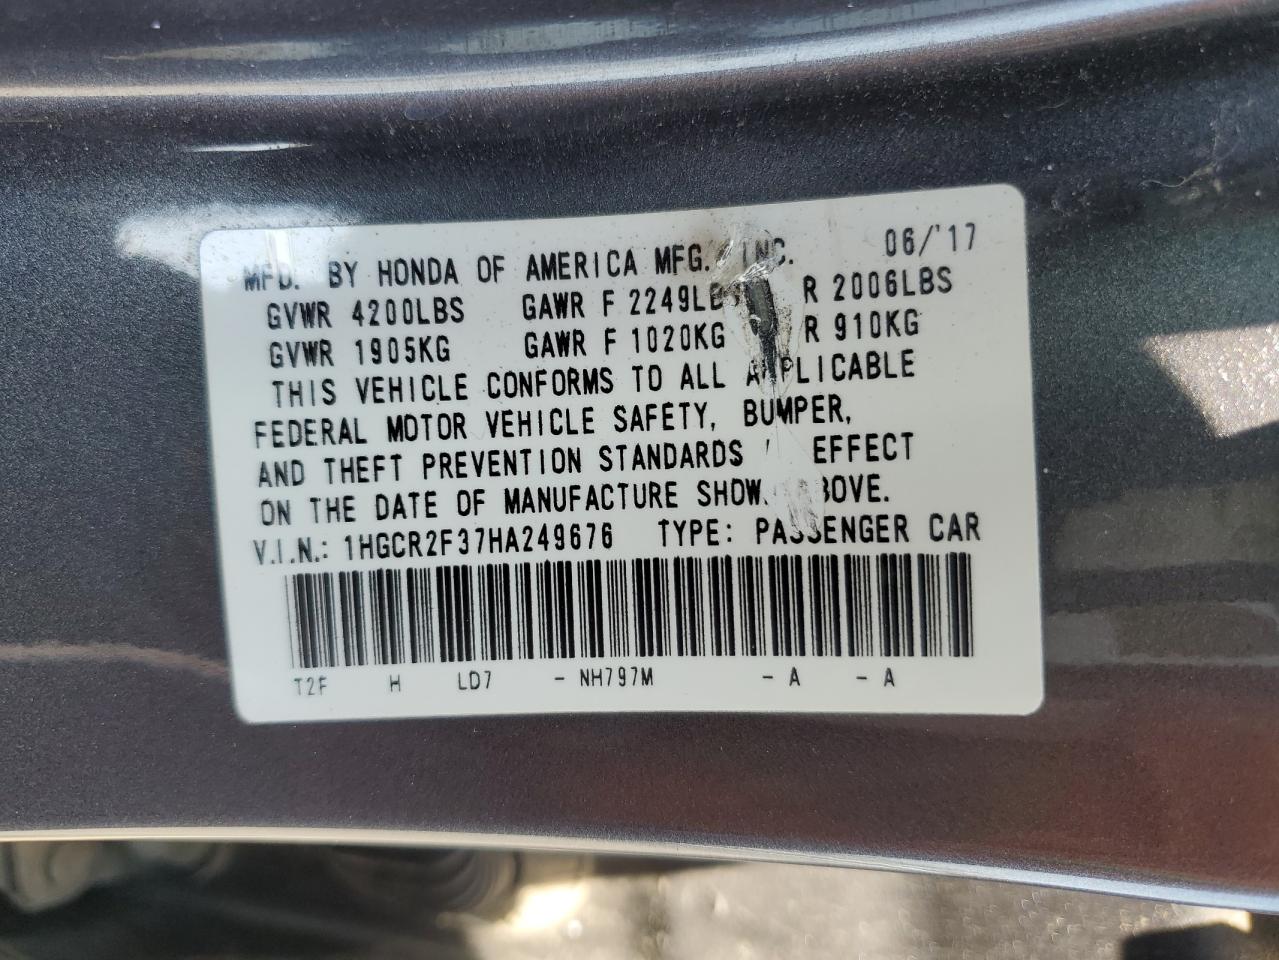 MFD. BY HONDA OF AMERICA MFG. INC. 06/'17
GVWR 4200LBS GAWR F 2249LB R 2006LBS
GVWR 1905KG GAWR F 1020KG R 910KG
THIS VEHICLE CONFORMS TO ALL APPLICABLE
FEDERAL MOTOR VEHICLE SAFETY, BUMPER,
AND THEFT PREVENTION STANDARDS EFFECT
ON THE DATE OF MANUFACTURE SHOW. BOVE.
V.I.N.: 1HGCR2F37HA249676 TYPE: PASSENGER CAR
T2F H LD7 - NH797M - A - A